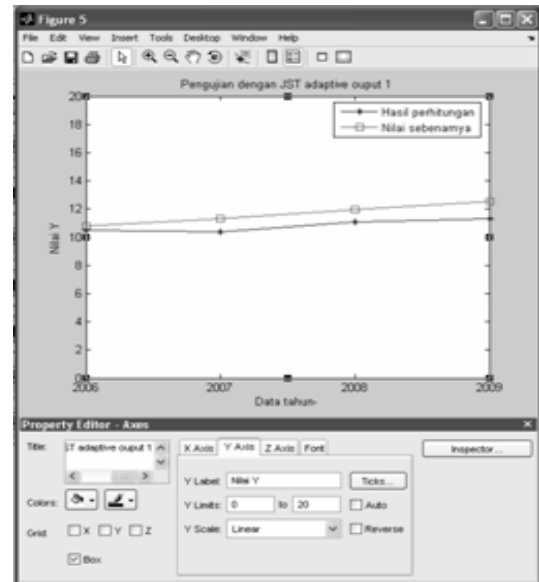 Figure 5
File Edit View Insert Tools Desktop Window Help
Pengujian dengan JST adaptive ouput 1
Hasil perhitungan
Nilai sebenarnya
Nilai Y
20
18
16
14
12
10
8
6
4
2
0
2006 2007 2008 2009
Data tahun-
Property Editor - Axes
Title: ST adaptive ouput 1
X Axis Y Axis Z Axis Font
Inspector...
Y Label: Nilai Y Ticks...
Colors:
Y Limits: 0 to 20 Auto
Grid: X Y Z
Y Scale: Linear Reverse
Box